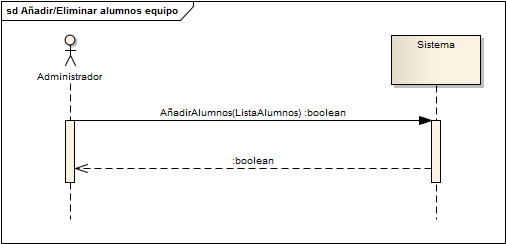 sd Añadir/Eliminar alumnos equipo
Administrador
Sistema
AñadirAlumnos(ListaAlumnos) :boolean
:boolean